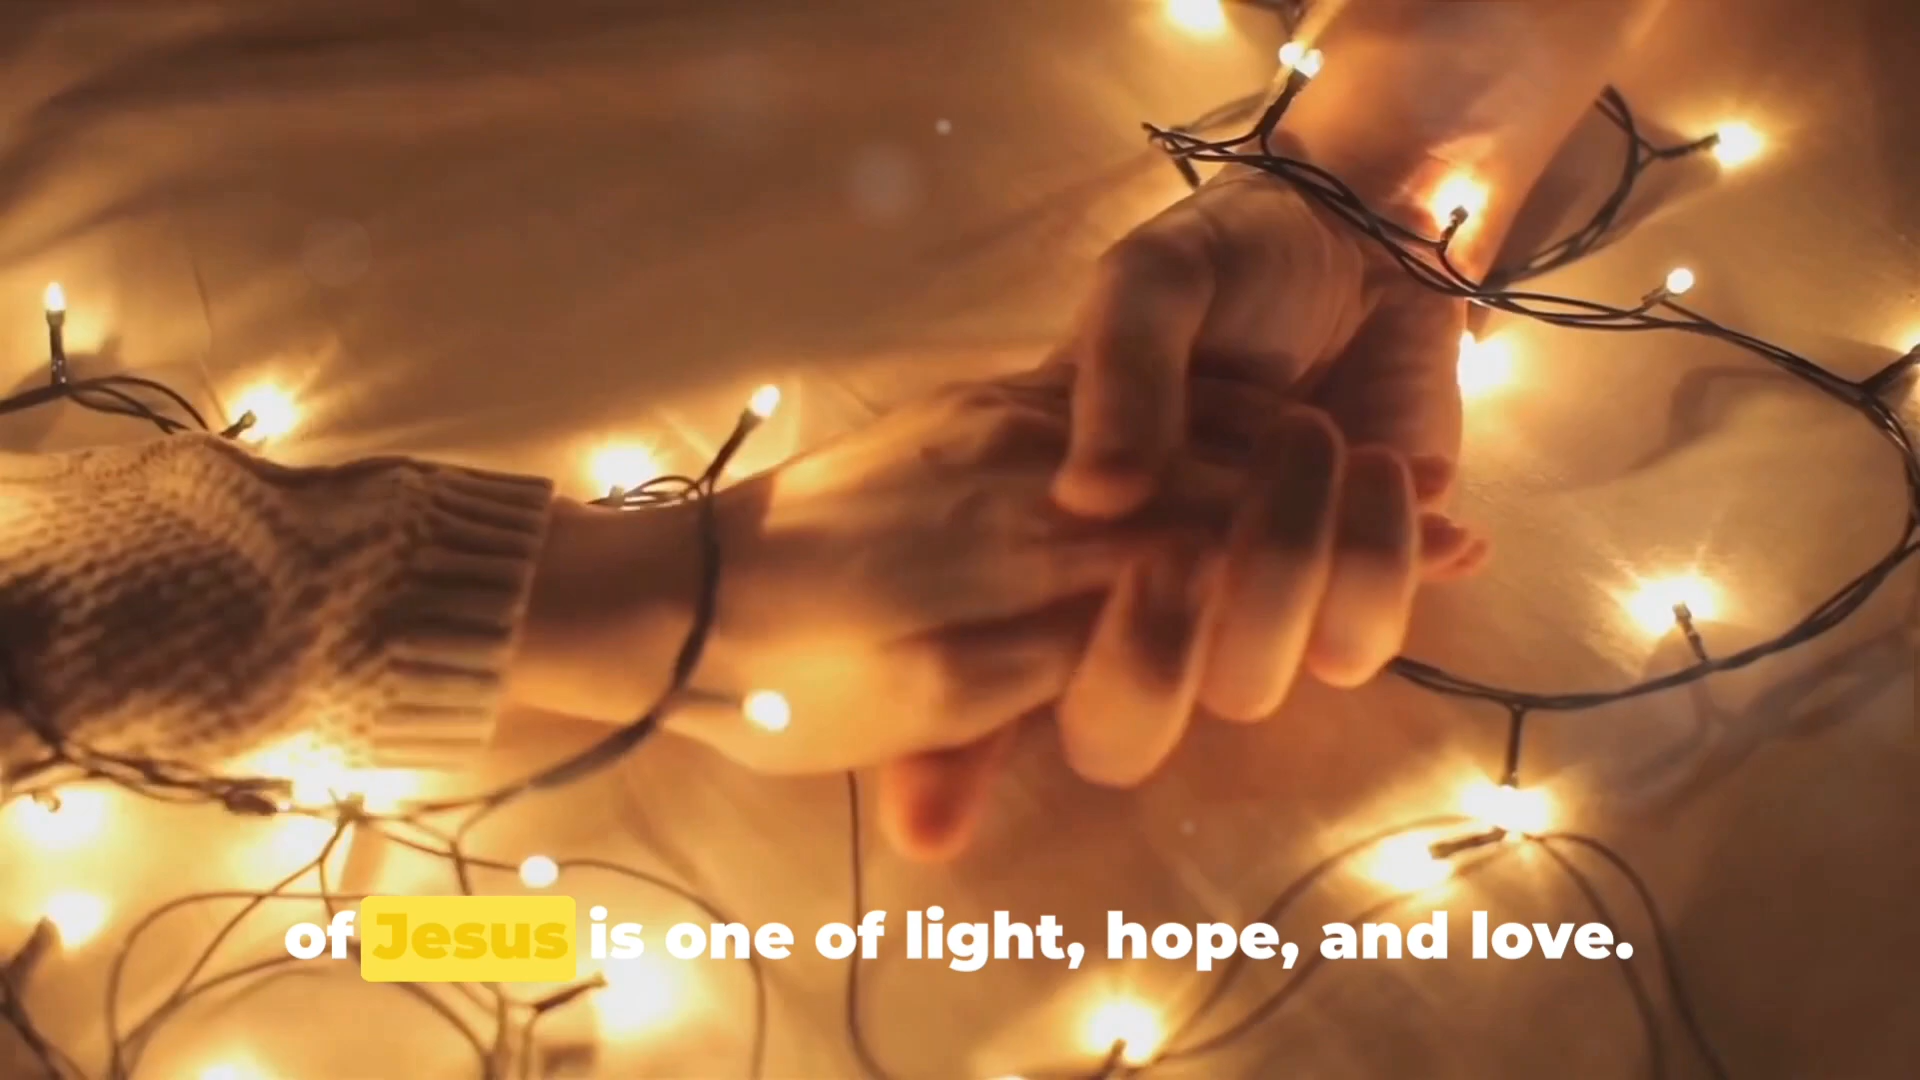 of Jesus is one of light, hope, and love.